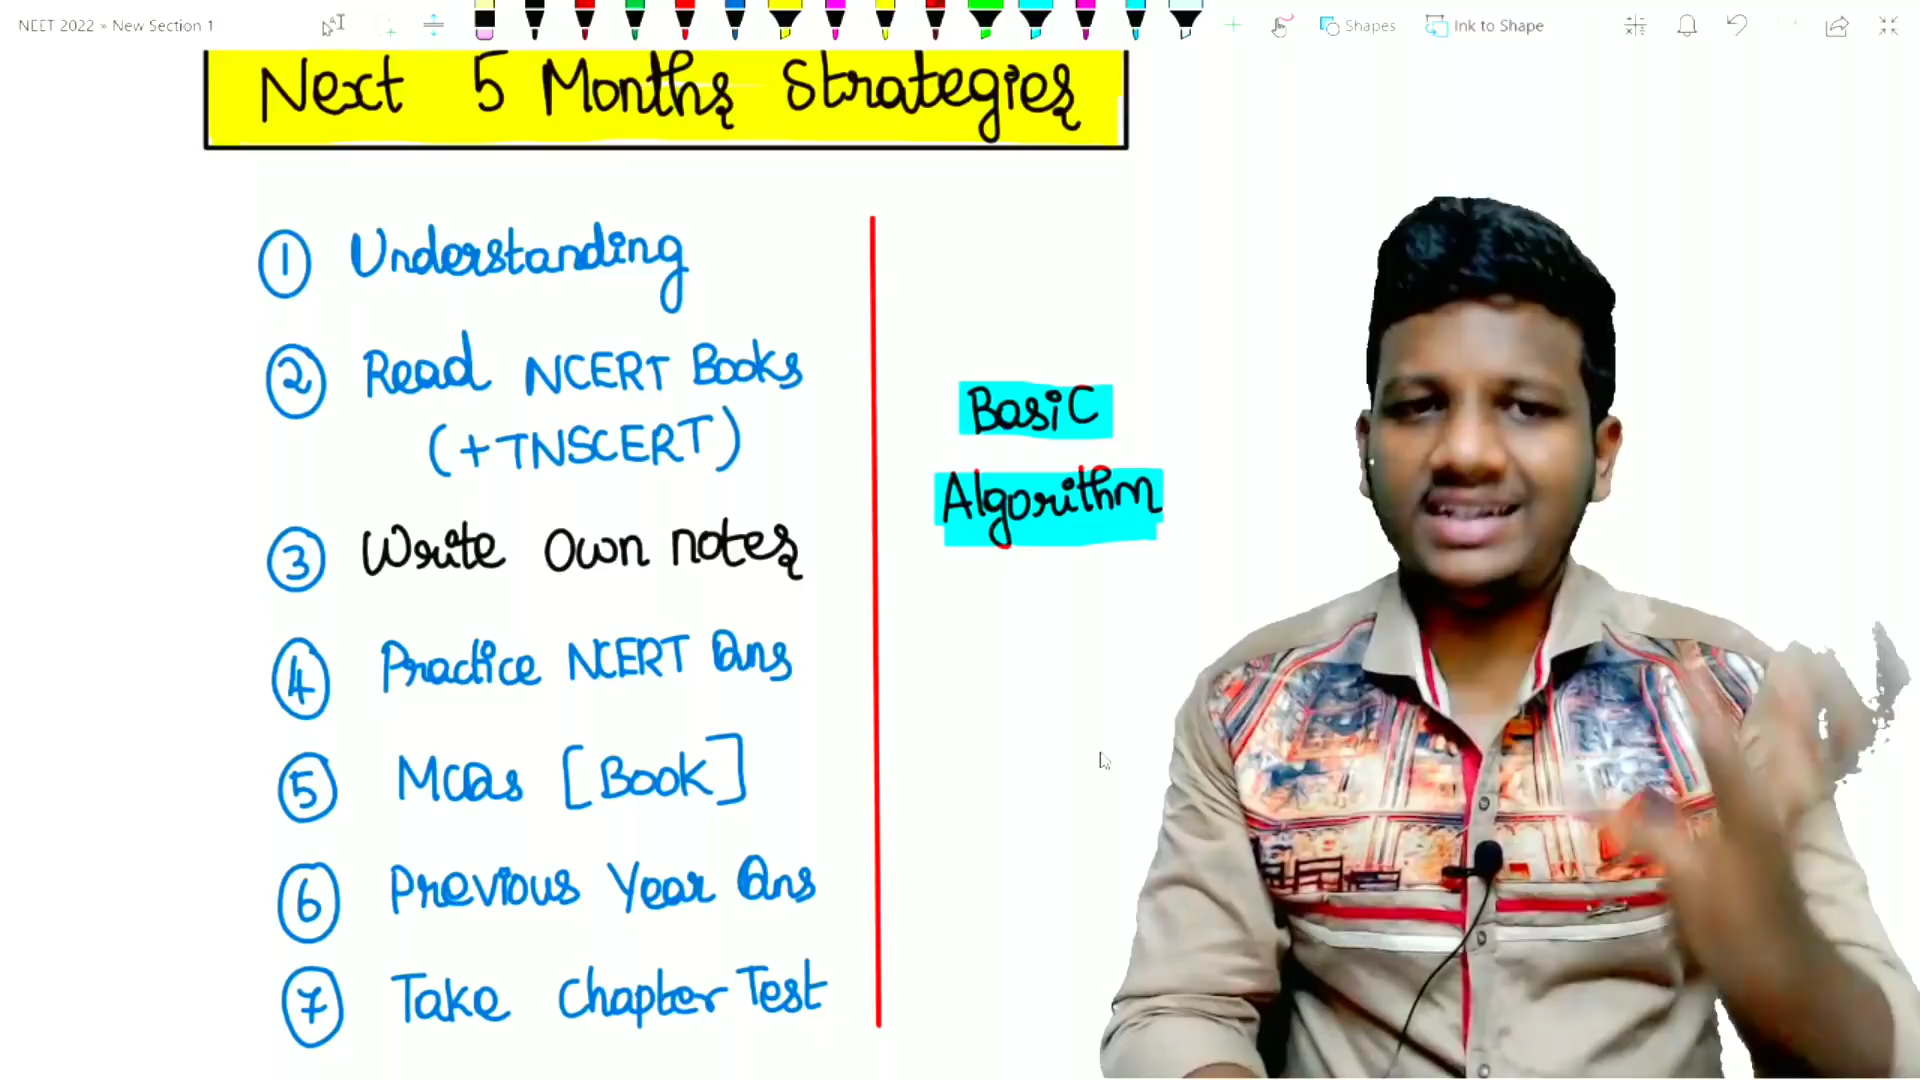 NEET 2022 » New Section 1
Shapes
Ink to Shape
Next 5 Months Strategies
1 Understanding
2 Read NCERT Books
(+TNSCERT)
3 Write Own notes
4 Practice NCERT Qns
5 MCQs [Book]
6 Previous Year Qns
7 Take Chapter Test
Basic
Algorithm